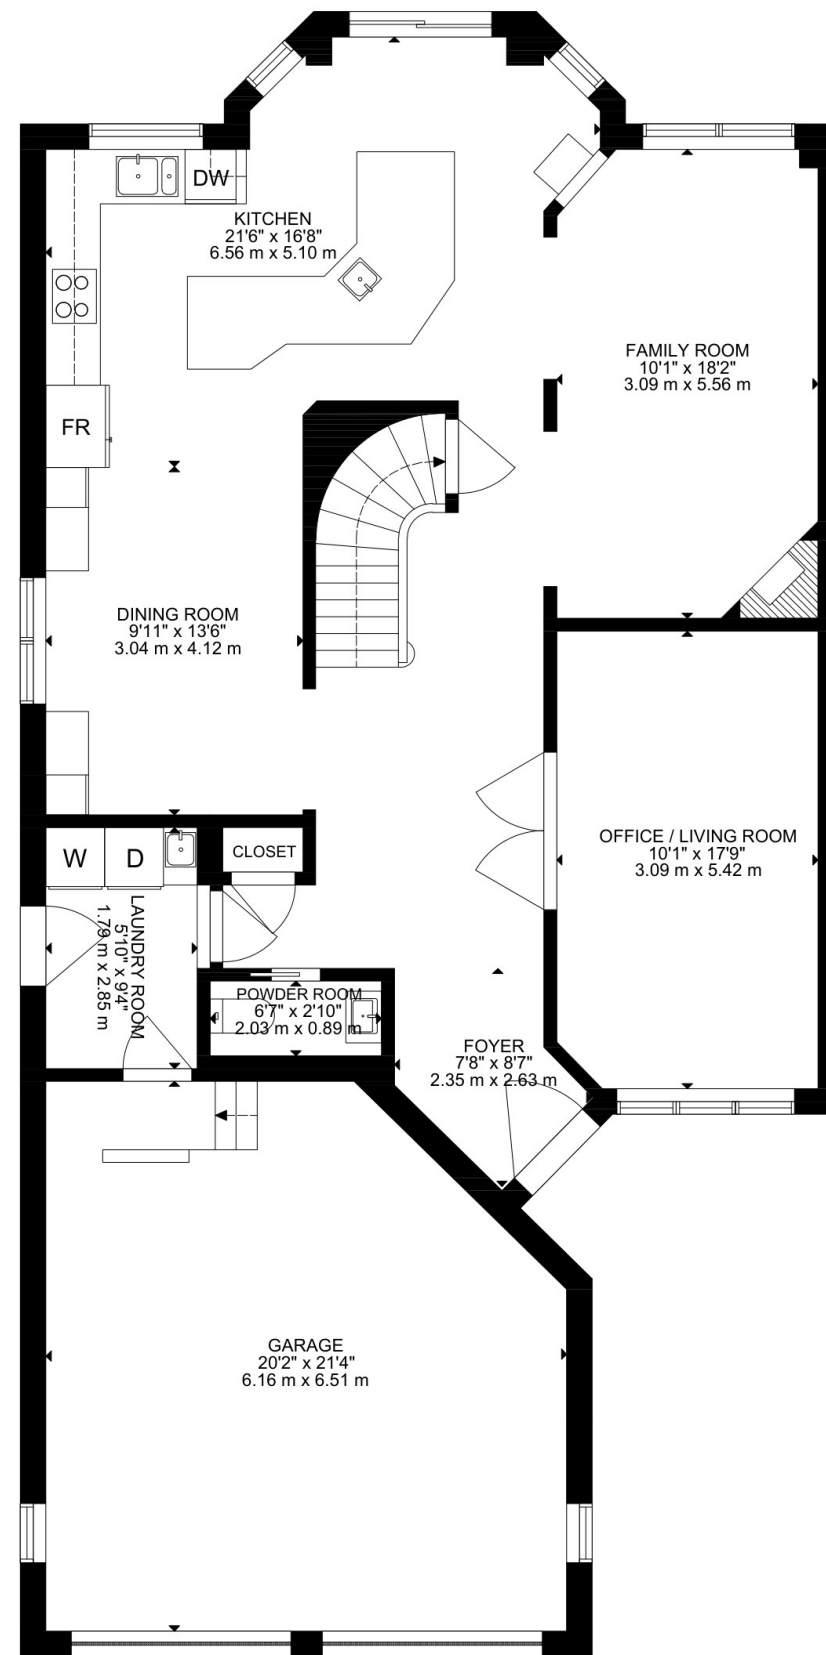 DW
KITCHEN
21'6" x 16'8"
6.56 m x 5.10 m
FAMILY ROOM
10'1" x 18'2"
3.09 m x 5.56 m
FR
DINING ROOM
9'11" x 13'6"
3.04 m x 4.12 m
OFFICE / LIVING ROOM
10'1" x 17'9"
3.09 m x 5.42 m
W
D
CLOSET
LAUNDRY ROOM
5'10" x 9'4"
1.79 m x 2.85 m
POWDER ROOM
6'7" x 2'10"
2.03 m x 0.89 m
FOYER
7'8" x 8'7"
2.35 m x 2.63 m
GARAGE
20'2" x 21'4"
6.16 m x 6.51 m